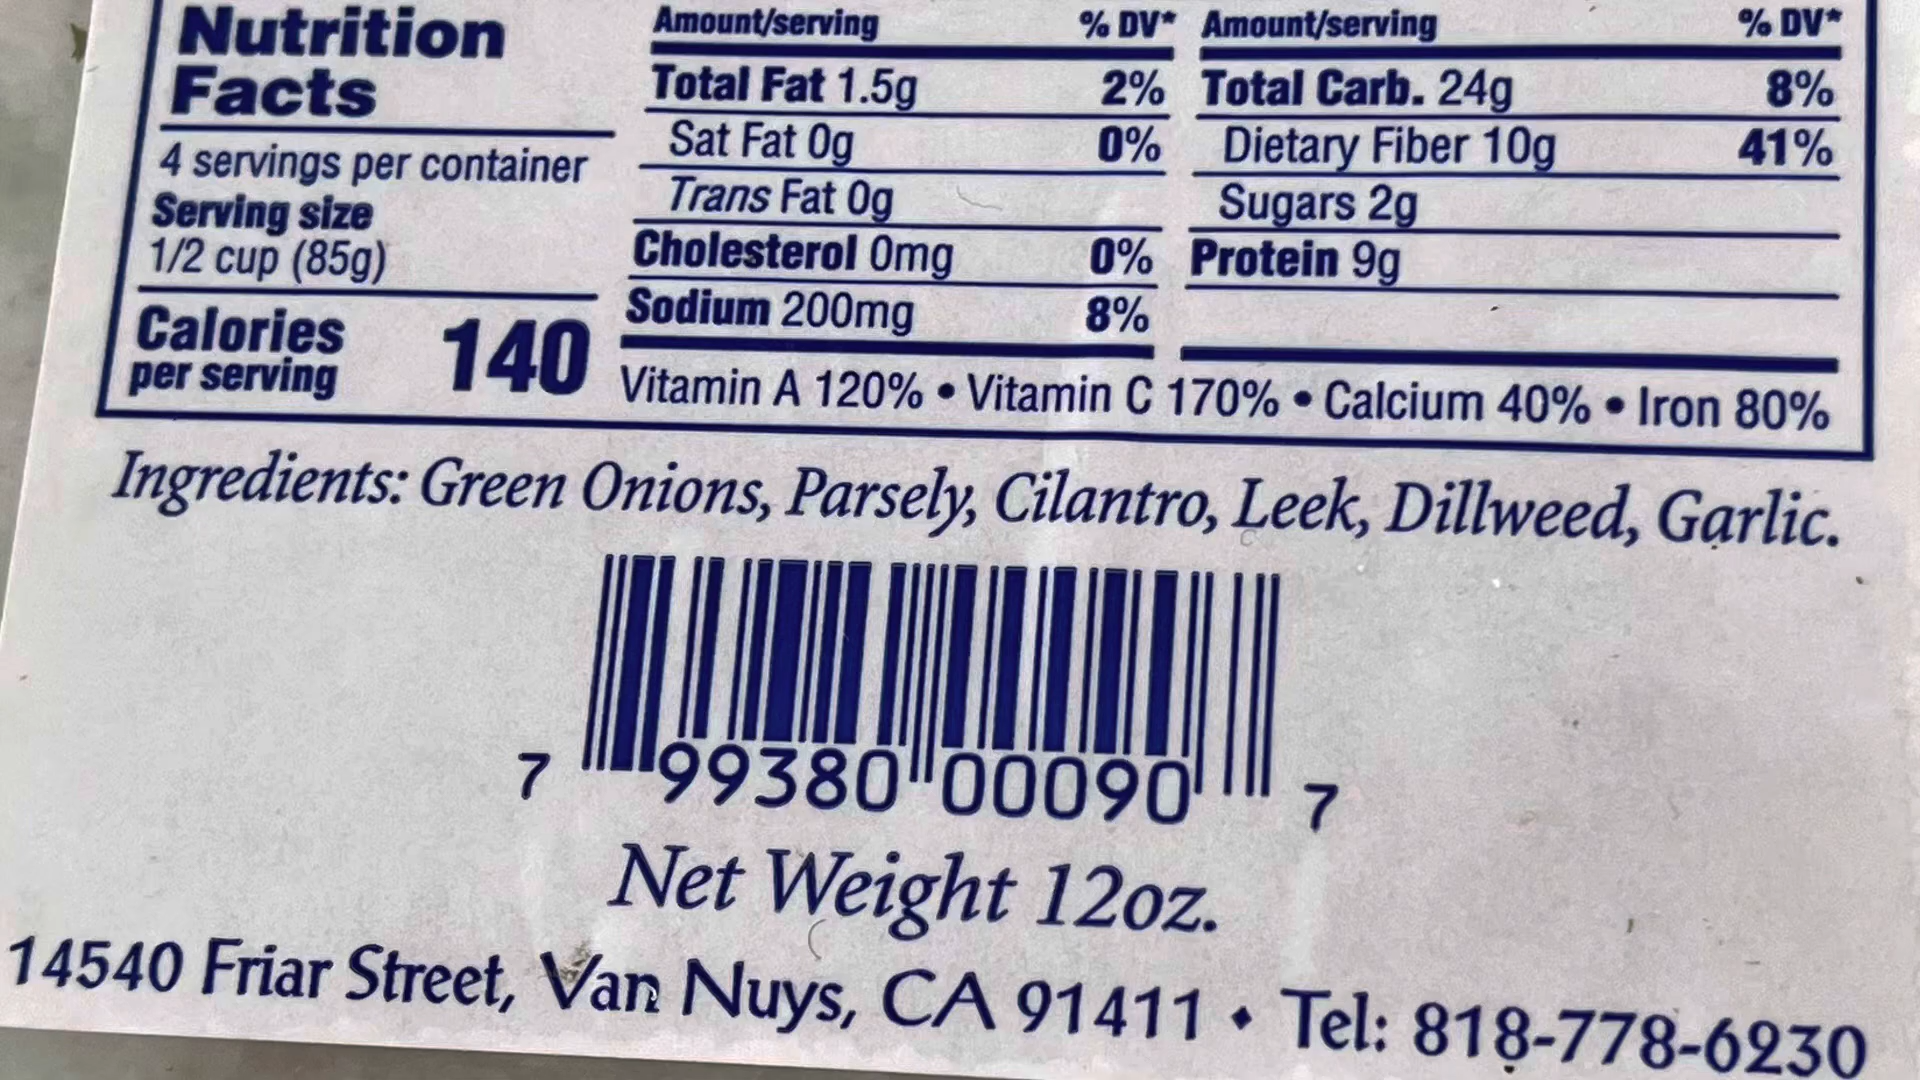 Nutrition
Facts
4 servings per container
Serving size
1/2 cup (85g)
Calories
per serving 140
Amount/serving % DV*
Total Fat 1.5g 2%
Sat Fat 0g 0%
Trans Fat 0g
Cholesterol 0mg 0%
Sodium 200mg 8%
Amount/serving % DV*
Total Carb. 24g 8%
Dietary Fiber 10g 41%
Sugars 2g
Protein 9g
Vitamin A 120% • Vitamin C 170% • Calcium 40% • Iron 80%
Ingredients: Green Onions, Parsely, Cilantro, Leek, Dillweed, Garlic.
7 99380 00090 7
Net Weight 12oz.
14540 Friar Street, Van Nuys, CA 91411 • Tel: 818-778-6230